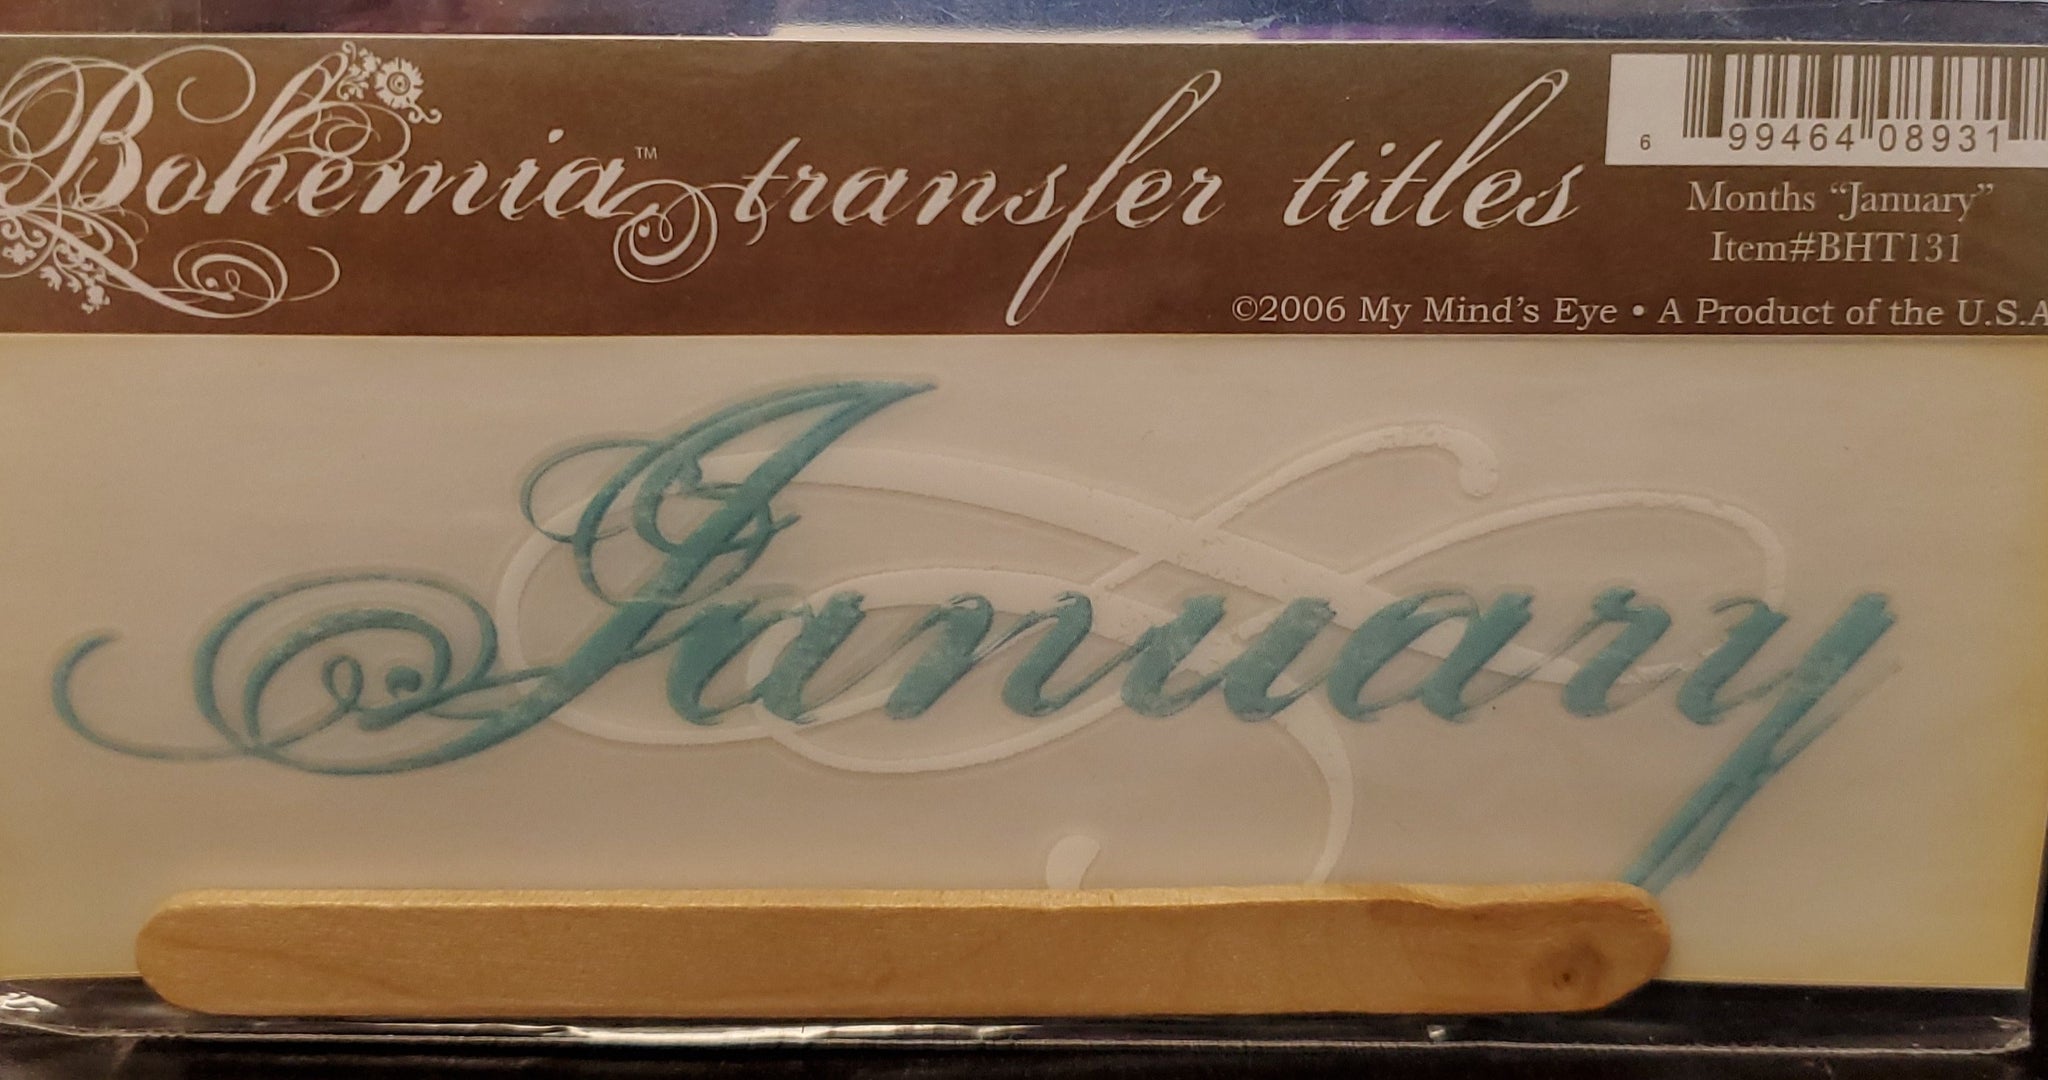 Bohemia™ transfer titles
6 99464 08931
Months “January”
Item#BHT131
©2006 My Mind’s Eye • A Product of the U.S.A
January